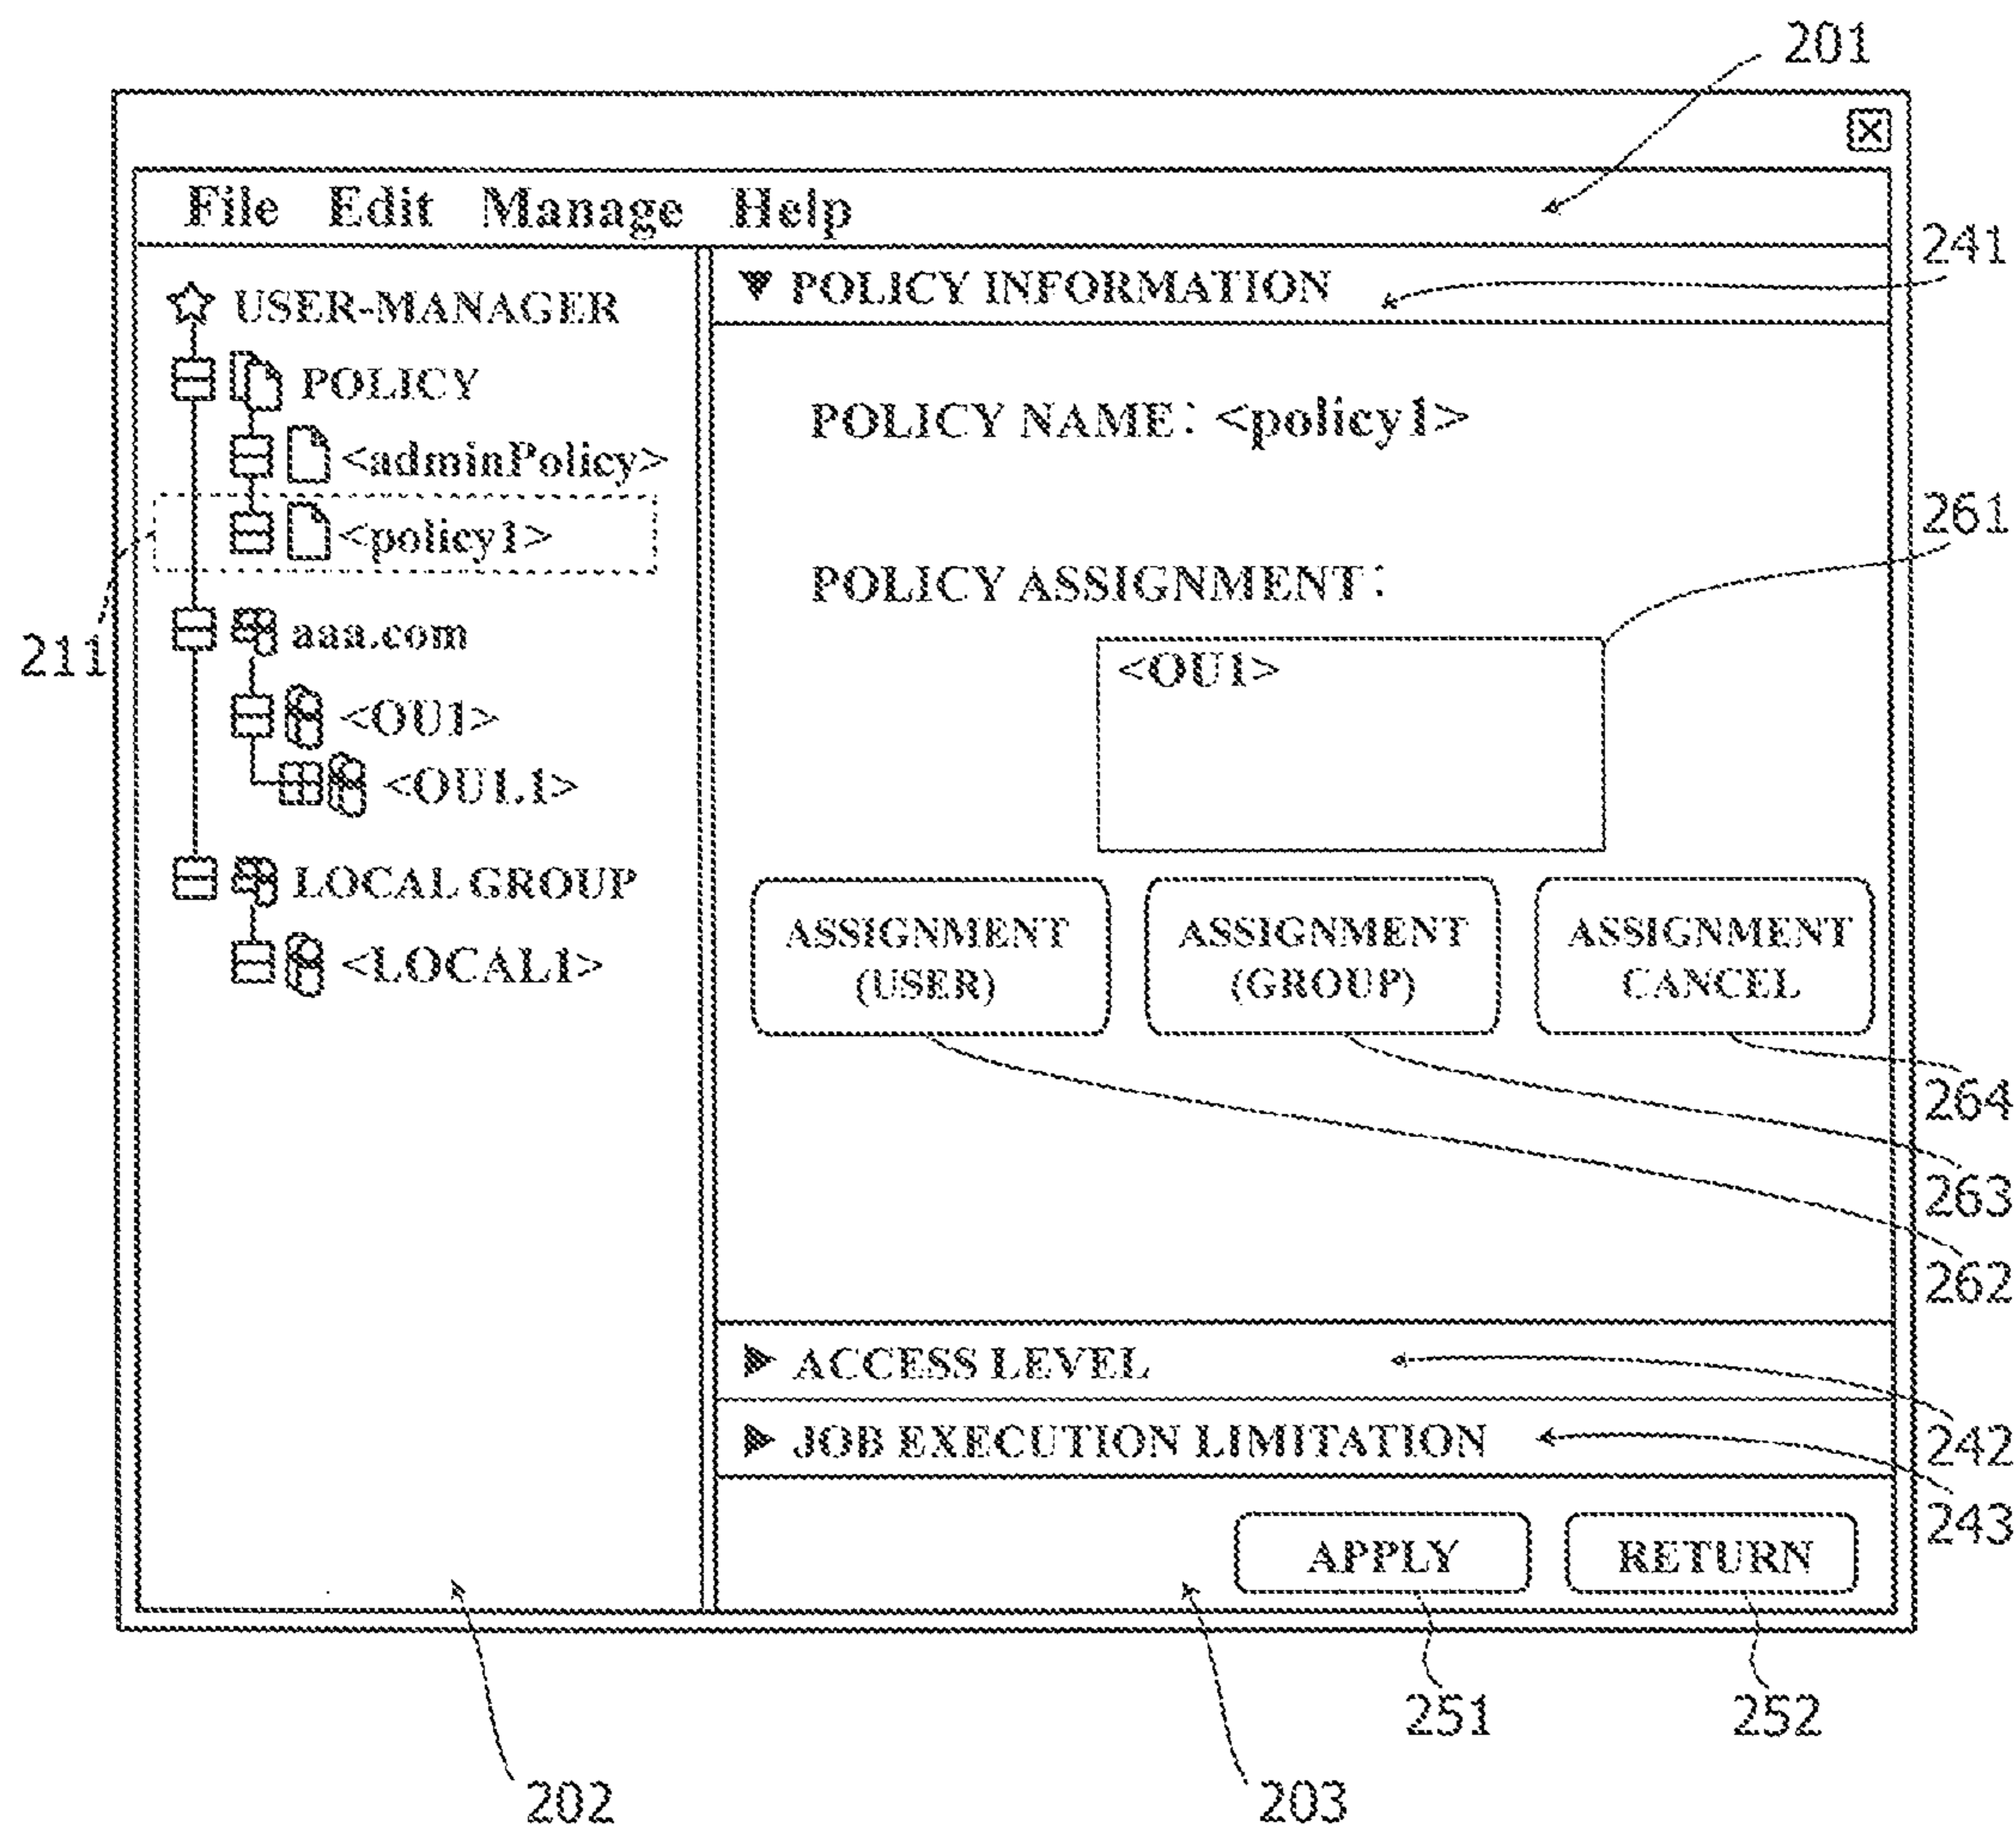 201
File Edit Manage Help
241
USER-MANAGER
POLICY
<adminPolicy>
<policy1>
211
aaa.com
<OU1>
<OU1.1>
LOCAL GROUP
<LOCAL1>
POLICY INFORMATION
POLICY NAME: <policy1>
261
POLICY ASSIGNMENT:
<OU1>
ASSIGNMENT
(USER)
ASSIGNMENT
(GROUP)
ASSIGNMENT
CANCEL
264
263
262
ACCESS LEVEL
242
JOB EXECUTION LIMITATION
243
APPLY
RETURN
251
252
202
203